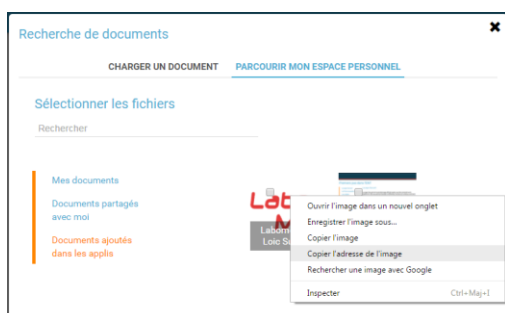 Recherche de documents
CHARGER UN DOCUMENT
PARCOURIR MON ESPACE PERSONNEL
Sélectionner les fichiers
Rechercher
Mes documents
Documents partagés
avec moi
Documents ajoutés
dans les applis
Ouvrir l'image dans un nouvel onglet
Enregistrer l'image sous...
Copier l'image
Copier l'adresse de l'image
Rechercher une image avec Google
Inspecter Ctrl+Maj+I